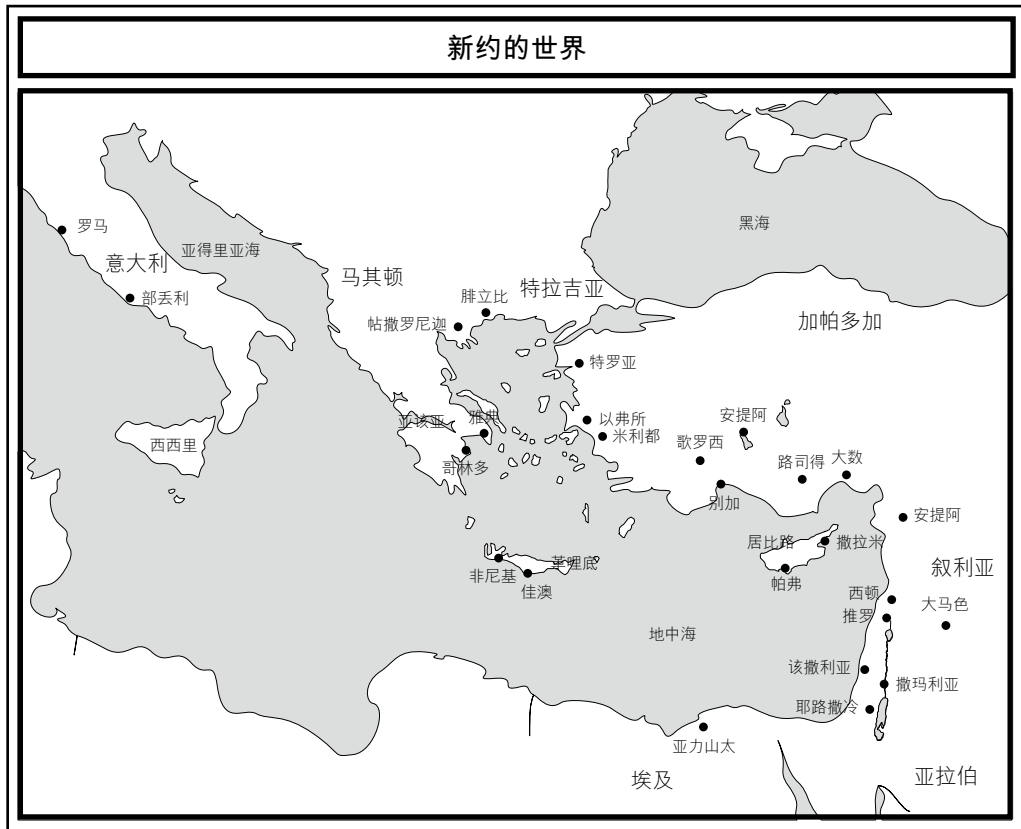 新约的世界
黑海
罗马
亚得里亚海
意大利
马其顿
特拉吉亚
部丢利
腓立比
帖撒罗尼迦
加帕多加
特罗亚
亚该亚
雅典
以弗所
米利都
安提阿
西西里
哥林多
歌罗西
路司得
大数
别加
安提阿
居比路
撒拉米
非尼基
革哩底
佳澳
帕弗
叙利亚
西顿
大马色
推罗
地中海
该撒利亚
撒玛利亚
耶路撒冷
亚力山太
埃及
亚拉伯